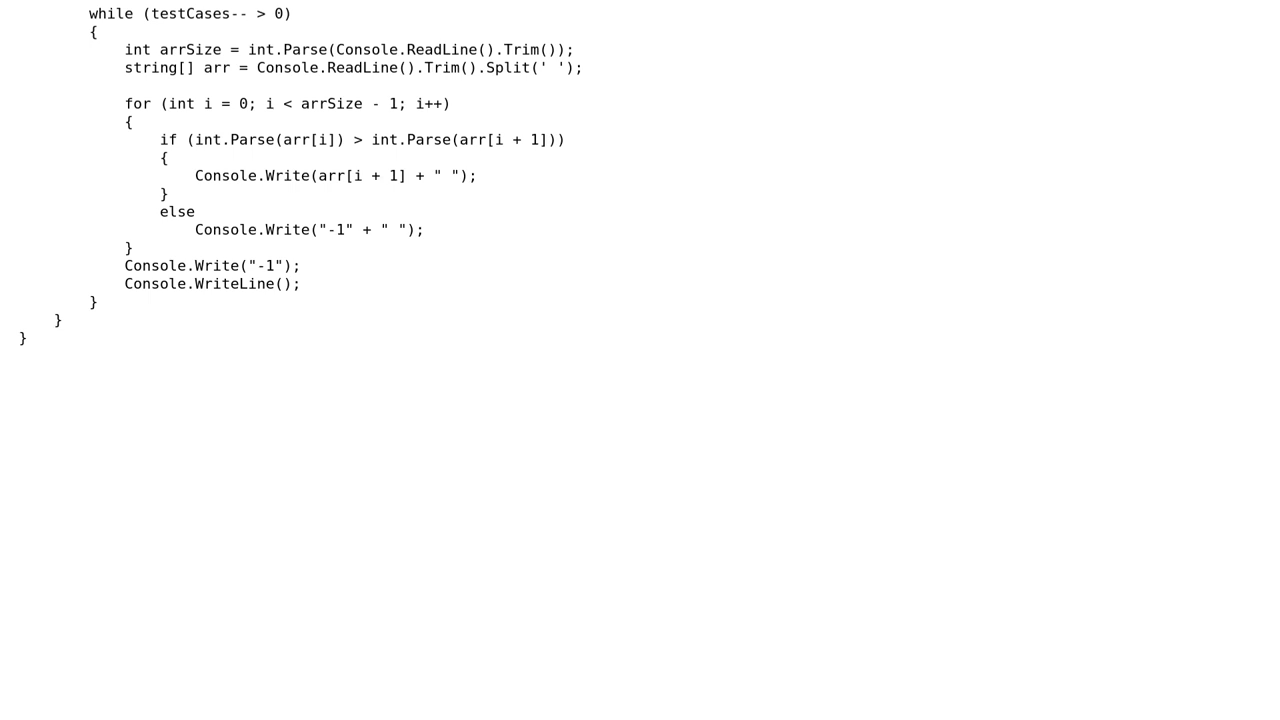 while (testCases-- > 0)
        {
            int arrSize = int.Parse(Console.ReadLine().Trim());
            string[] arr = Console.ReadLine().Trim().Split(' ');

            for (int i = 0; i < arrSize - 1; i++)
            {
                if (int.Parse(arr[i]) > int.Parse(arr[i + 1]))
                {
                    Console.Write(arr[i + 1] + " ");
                }
                else
                    Console.Write("-1" + " ");
            }
            Console.Write("-1");
            Console.WriteLine();
        }
    }
}